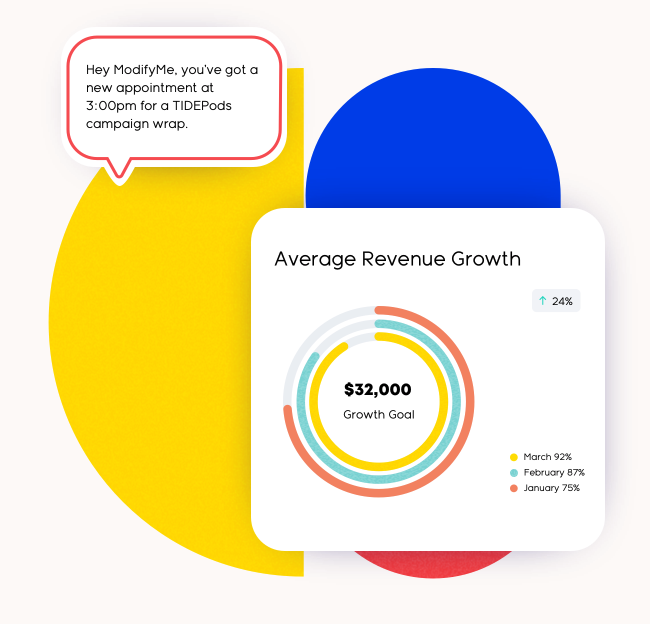 Hey ModifyMe, you've got a
new appointment at
3:00pm for a TIDEPods
campaign wrap.
Average Revenue Growth
↑ 24%
$32,000
Growth Goal
March 92%
February 87%
January 75%